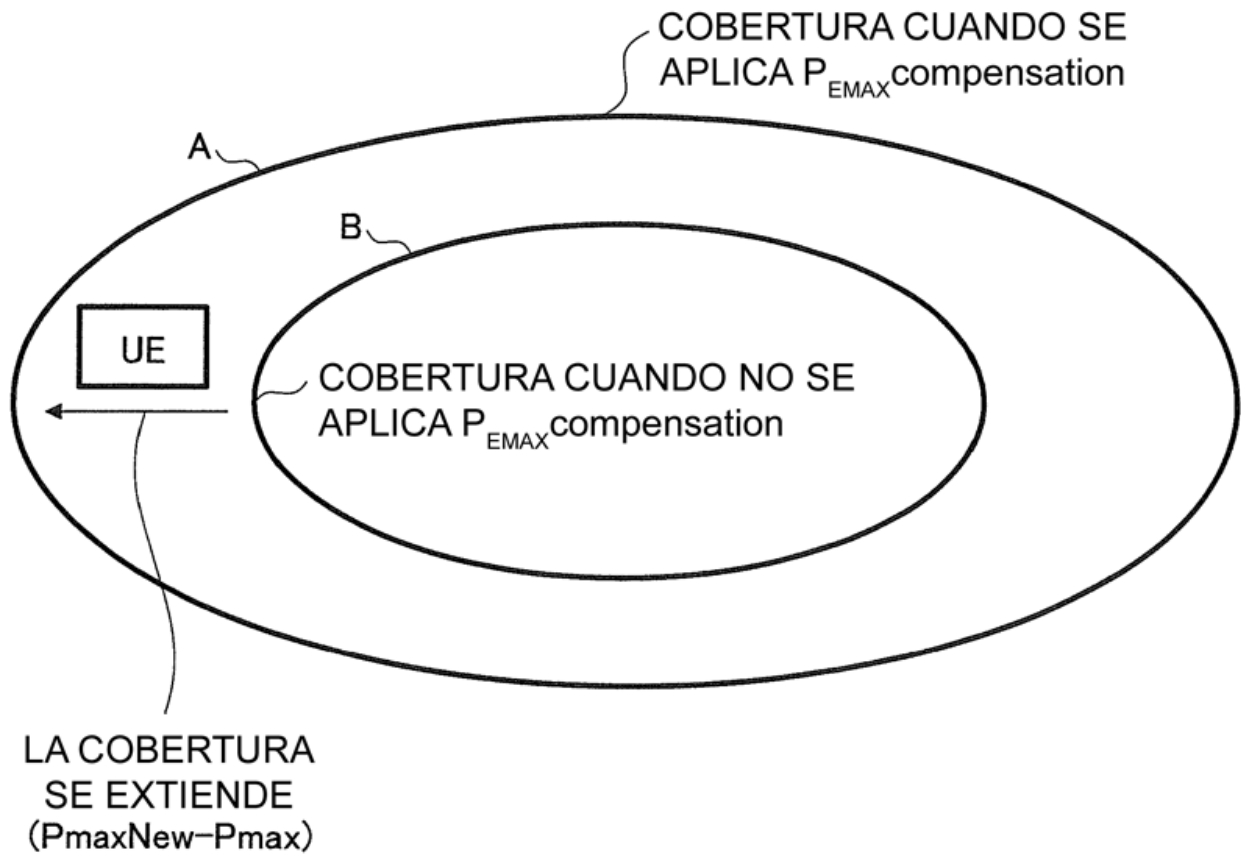 COBERTURA CUANDO SE
APLICA PEMAXcompensation
A
B
UE
COBERTURA CUANDO NO SE
APLICA PEMAXcompensation
LA COBERTURA
SE EXTIENDE
(PmaxNew-Pmax)